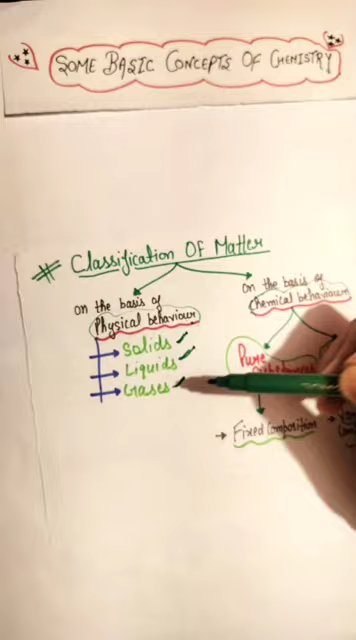 SOME BASIC CONCEPTS OF CHEMISTRY
# Classification OF Matter
on the basis of
Physical behaviour
Solids
Liquids
Gases
On the basis of
Chemical behaviour
Pure
→ Fixed Composition